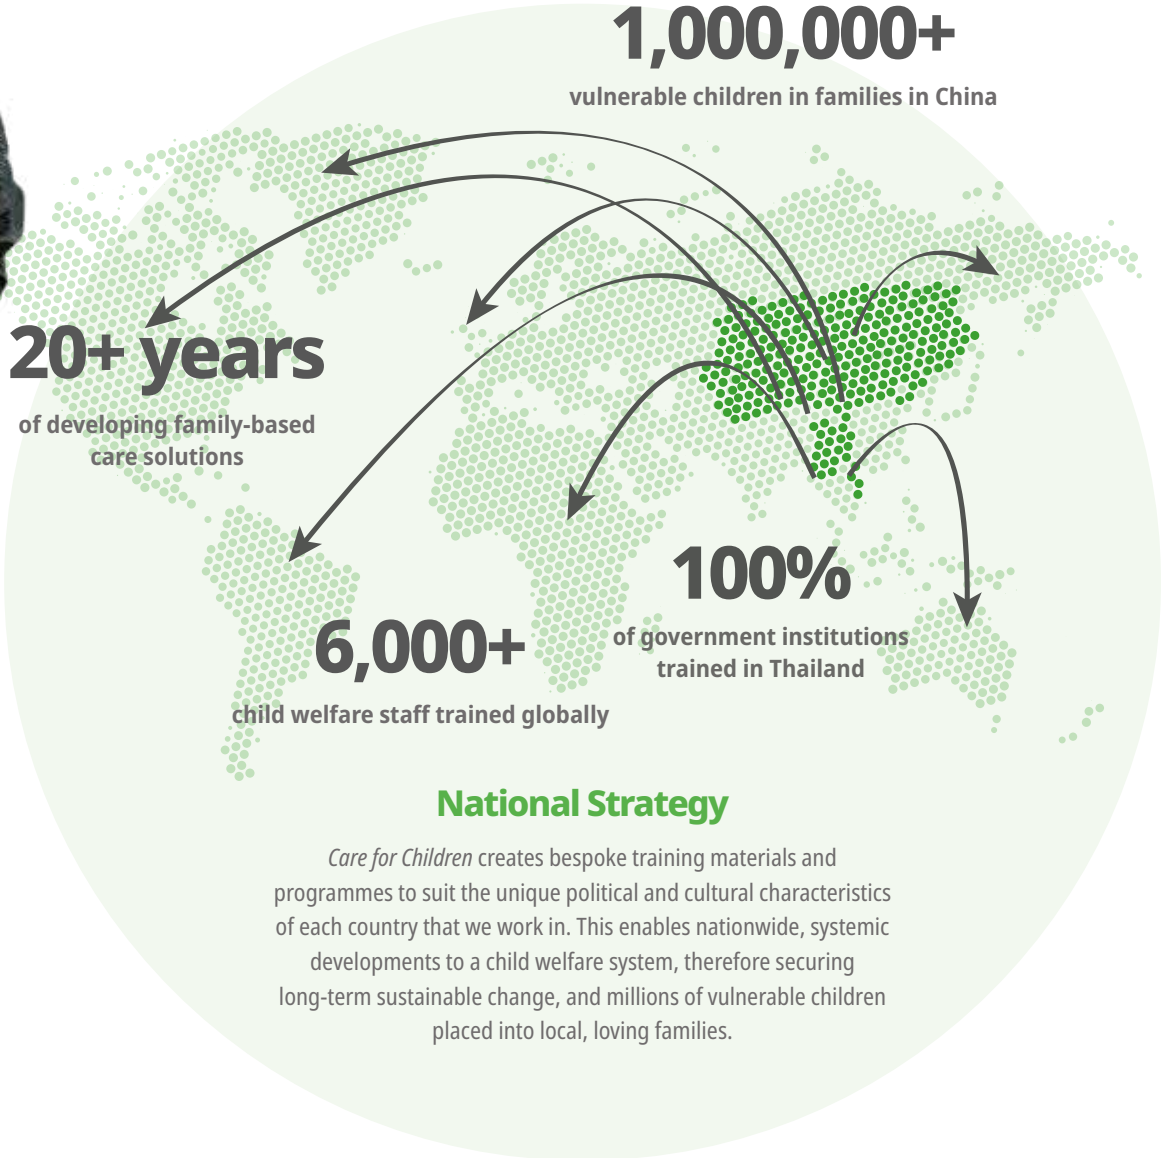 1,000,000+
vulnerable children in families in China
20+ years
of developing family-based
care solutions
100%
of government institutions
trained in Thailand
6,000+
child welfare staff trained globally
National Strategy
Care for Children creates bespoke training materials and
programmes to suit the unique political and cultural characteristics
of each country that we work in. This enables nationwide, systemic
developments to a child welfare system, therefore securing
long-term sustainable change, and millions of vulnerable children
placed into local, loving families.